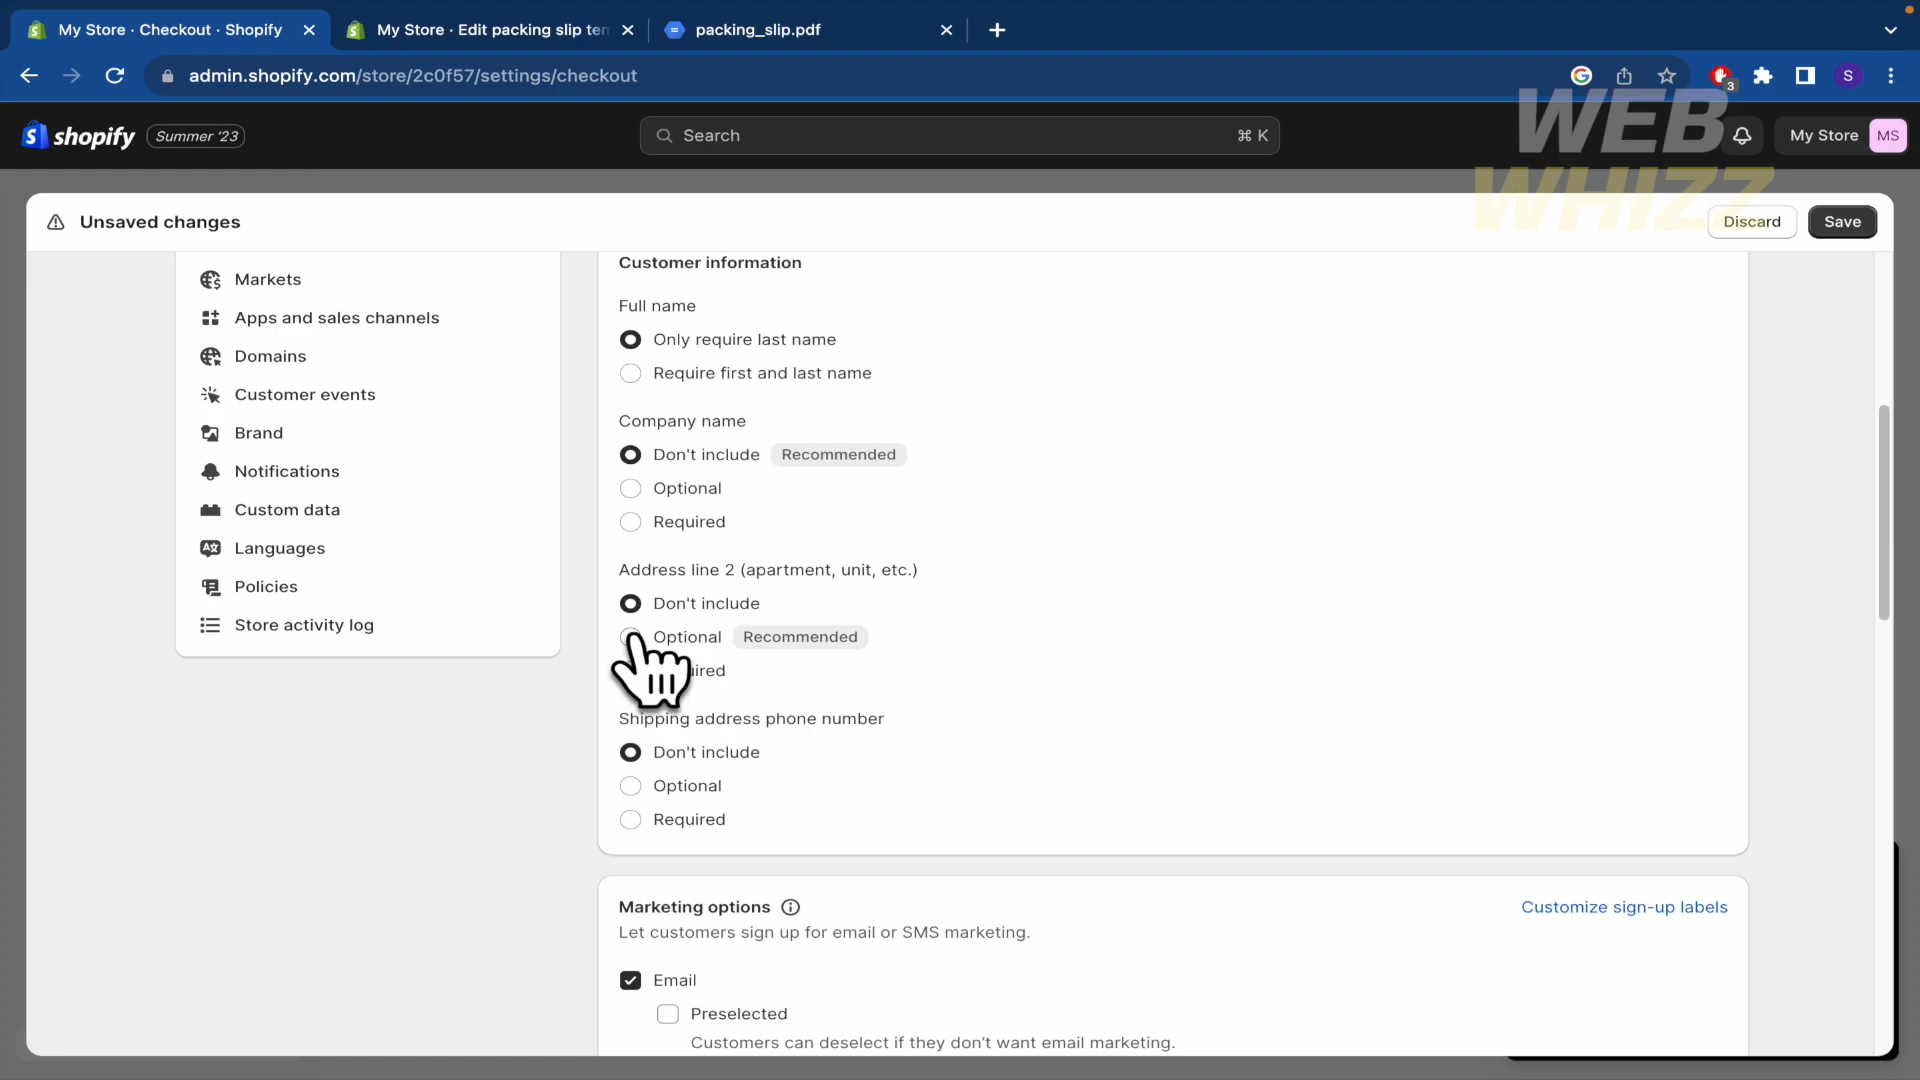 My Store · Checkout · Shopify
My Store · Edit packing slip tem
packing_slip.pdf
admin.shopify.com/store/2c0f57/settings/checkout
3
S
shopify
Summer '23
Search
⌘ K
WEB
WHIZZ
My Store
MS
Unsaved changes
Discard
Save
Markets
Apps and sales channels
Domains
Customer events
Brand
Notifications
Custom data
Languages
Policies
Store activity log
Customer information
Full name
Only require last name
Require first and last name
Company name
Don't include Recommended
Optional
Required
Address line 2 (apartment, unit, etc.)
Don't include
Optional Recommended
uired
Shipping address phone number
Don't include
Optional
Required
Marketing options
Customize sign-up labels
Let customers sign up for email or SMS marketing.
Email
Preselected
Customers can deselect if they don't want email marketing.